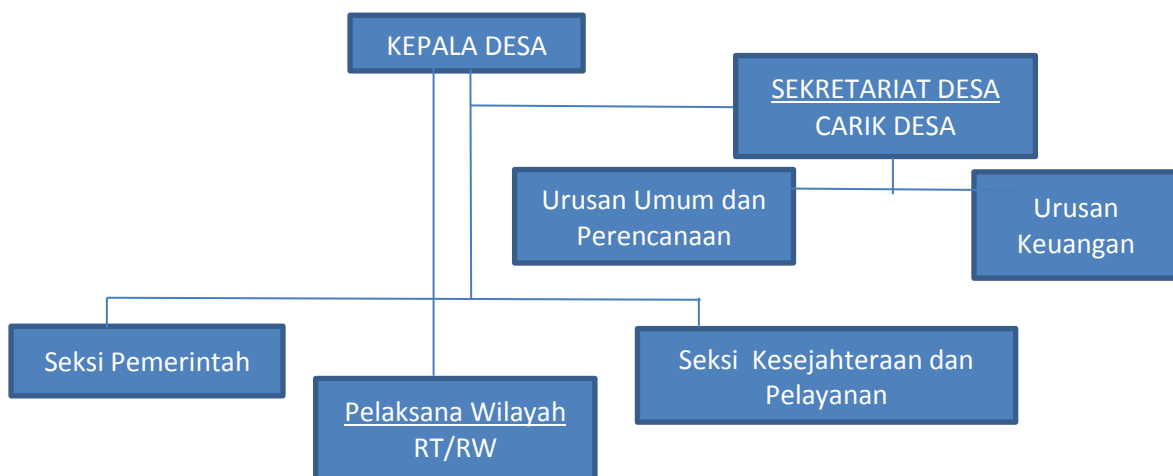 KEPALA DESA
SEKRETARIAT DESA
CARIK DESA
Urusan Umum dan
Perencanaan
Urusan
Keuangan
Seksi Pemerintah
Seksi  Kesejahteraan dan
Pelayanan
Pelaksana Wilayah
RT/RW